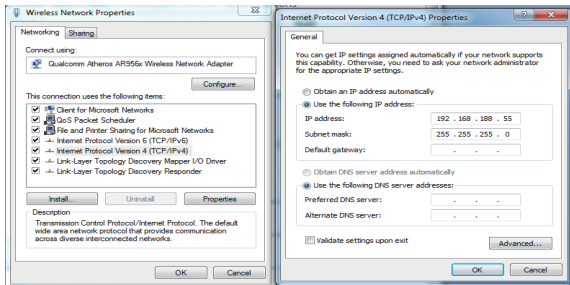 Wireless Network Properties
Networking
Sharing
Connect using:
Qualcomm Atheros AR956x Wireless Network Adapter
Configure...
This connection uses the following items:
Client for Microsoft Networks
QoS Packet Scheduler
File and Printer Sharing for Microsoft Networks
Internet Protocol Version 6 (TCP/IPv6)
Internet Protocol Version 4 (TCP/IPv4)
Link-Layer Topology Discovery Mapper I/O Driver
Link-Layer Topology Discovery Responder
Install...
Uninstall
Properties
Description
Transmission Control Protocol/Internet Protocol. The default
wide area network protocol that provides communication
across diverse interconnected networks.
OK
Cancel
Internet Protocol Version 4 (TCP/IPv4) Properties
General
You can get IP settings assigned automatically if your network supports
this capability. Otherwise, you need to ask your network administrator
for the appropriate IP settings.
Obtain an IP address automatically
Use the following IP address:
IP address: 192 . 168 . 188 . 55
Subnet mask: 255 . 255 . 255 . 0
Default gateway: . . .
Obtain DNS server address automatically
Use the following DNS server addresses:
Preferred DNS server: . . .
Alternate DNS server: . . .
Validate settings upon exit
Advanced...
OK
Cancel